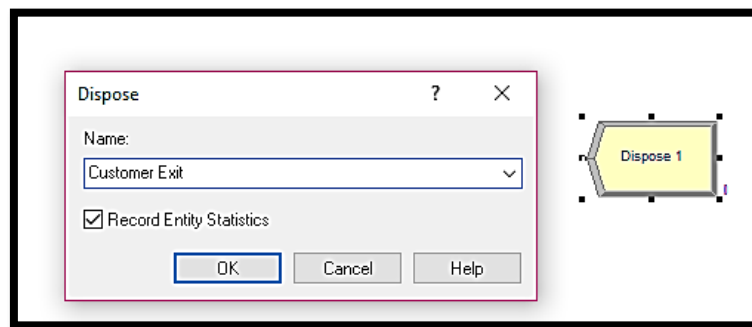 Dispose ?
Name:
Customer Exit
Record Entity Statistics
OK Cancel Help
Dispose 1